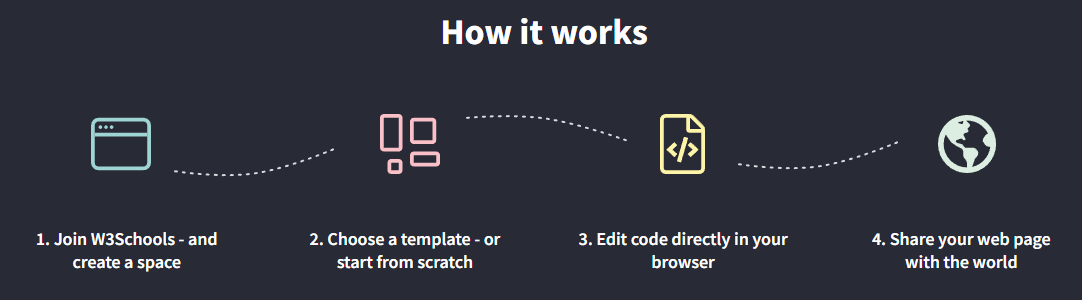 How it works
1. Join W3Schools - and
create a space
2. Choose a template - or
start from scratch
3. Edit code directly in your
browser
4. Share your web page
with the world